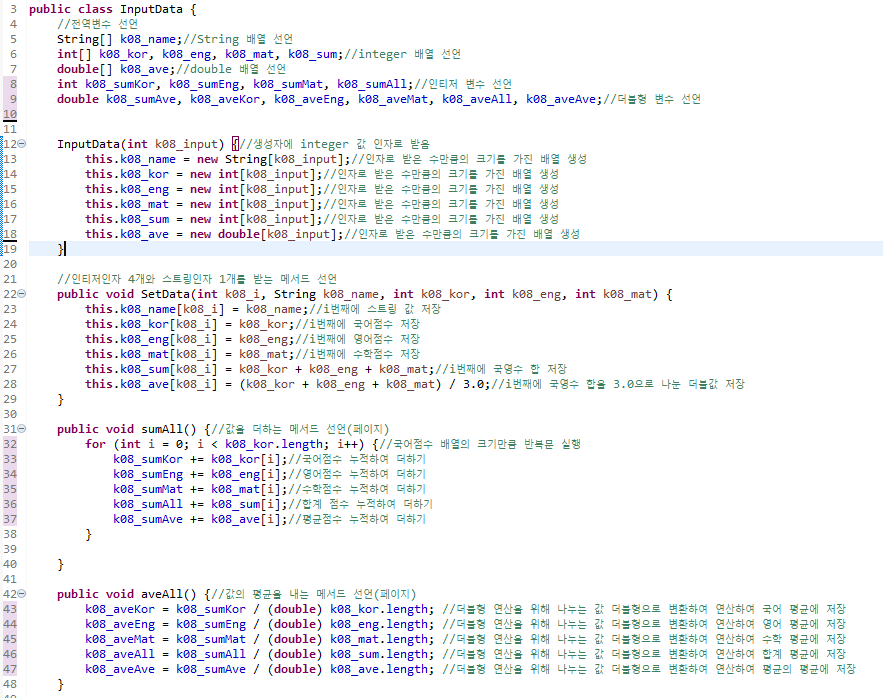 3 public class InputData {
4 //전역변수 선언
5 String[] k08_name;//String 배열 선언
6 int[] k08_kor, k08_eng, k08_mat, k08_sum;//integer 배열 선언
7 double[] k08_ave;//double 배열 선언
8 int k08_sumKor, k08_sumEng, k08_sumMat, k08_sumAll;//인티저 변수 선언
9 double k08_sumAve, k08_aveKor, k08_aveEng, k08_aveMat, k08_aveAll, k08_aveAve;//더블형 변수 선언
10
11
12 InputData(int k08_input) {//생성자에 integer 값 인자로 받음
13 this.k08_name = new String[k08_input];//인자로 받은 수만큼의 크기를 가진 배열 생성
14 this.k08_kor = new int[k08_input];//인자로 받은 수만큼의 크기를 가진 배열 생성
15 this.k08_eng = new int[k08_input];//인자로 받은 수만큼의 크기를 가진 배열 생성
16 this.k08_mat = new int[k08_input];//인자로 받은 수만큼의 크기를 가진 배열 생성
17 this.k08_sum = new int[k08_input];//인자로 받은 수만큼의 크기를 가진 배열 생성
18 this.k08_ave = new double[k08_input];//인자로 받은 수만큼의 크기를 가진 배열 생성
19 }
20
21 //인티저인자 4개와 스트링인자 1개를 받는 메서드 선언
22 public void SetData(int k08_i, String k08_name, int k08_kor, int k08_eng, int k08_mat) {
23 this.k08_name[k08_i] = k08_name;//i번째에 스트링 값 저장
24 this.k08_kor[k08_i] = k08_kor;//i번째에 국어점수 저장
25 this.k08_eng[k08_i] = k08_eng;//i번째에 영어점수 저장
26 this.k08_mat[k08_i] = k08_mat;//i번째에 수학점수 저장
27 this.k08_sum[k08_i] = k08_kor + k08_eng + k08_mat;//i번째에 국영수 합 저장
28 this.k08_ave[k08_i] = (k08_kor + k08_eng + k08_mat) / 3.0;//i번째에 국영수 합을 3.0으로 나눈 더블값 저장
29 }
30
31 public void sumAll() {//값을 더하는 메서드 선언(페이지)
32 for (int i = 0; i < k08_kor.length; i++) {//국어점수 배열의 크기만큼 반복문 실행
33 k08_sumKor += k08_kor[i];//국어점수 누적하여 더하기
34 k08_sumEng += k08_eng[i];//영어점수 누적하여 더하기
35 k08_sumMat += k08_mat[i];//수학점수 누적하여 더하기
36 k08_sumAll += k08_sum[i];//합계 점수 누적하여 더하기
37 k08_sumAve += k08_ave[i];//평균점수 누적하여 더하기
38 }
39
40 }
41
42 public void aveAll() {//값의 평균을 내는 메서드 선언(페이지)
43 k08_aveKor = k08_sumKor / (double) k08_kor.length; //더블형 연산을 위해 나누는 값 더블형으로 변환하여 연산하여 국어 평균에 저장
44 k08_aveEng = k08_sumEng / (double) k08_eng.length; //더블형 연산을 위해 나누는 값 더블형으로 변환하여 연산하여 영어 평균에 저장
45 k08_aveMat = k08_sumMat / (double) k08_mat.length; //더블형 연산을 위해 나누는 값 더블형으로 변환하여 연산하여 수학 평균에 저장
46 k08_aveAll = k08_sumAll / (double) k08_sum.length; //더블형 연산을 위해 나누는 값 더블형으로 변환하여 연산하여 합계 평균에 저장
47 k08_aveAve = k08_sumAve / (double) k08_ave.length; //더블형 연산을 위해 나누는 값 더블형으로 변환하여 연산하여 평균의 평균에 저장
48 }